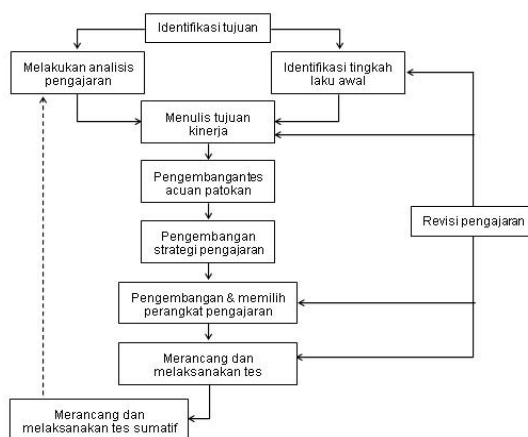 Identifikasi tujuan
Melakukan analisis
pengajaran
Identifikasi tingkah
laku awal
Menulis tujuan
kinerja
Pengembangantes
acuan patokan
Pengembangan
strategi pengajaran
Revisi pengajaran
Pengembangan & memilih
perangkat pengajaran
Merancang dan
melaksanakan tes
Merancang dan
melaksanakan tes sumatif